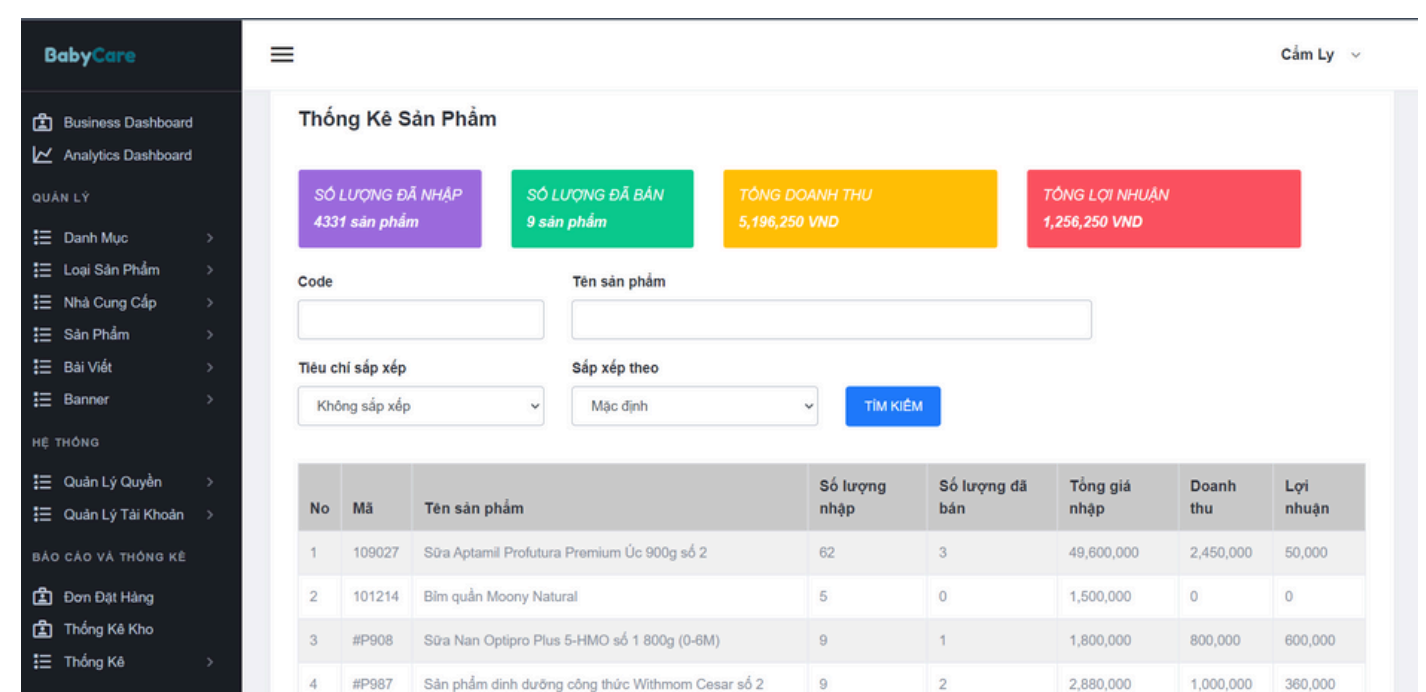 BabyCare
Cẩm Ly
Business Dashboard
Analytics Dashboard
QUẢN LÝ
Danh Mục
Loại Sản Phẩm
Nhà Cung Cấp
Sản Phẩm
Bài Viết
Banner
HỆ THỐNG
Quản Lý Quyền
Quản Lý Tài Khoản
BÁO CÁO VÀ THỐNG KÊ
Đơn Đặt Hàng
Thống Kê Kho
Thống Kê
Thống Kê Sản Phẩm
SỐ LƯỢNG ĐÃ NHẬP
4331 sản phẩm
SỐ LƯỢNG ĐÃ BÁN
9 sản phẩm
TỔNG DOANH THU
5,196,250 VND
TỔNG LỢI NHUẬN
1,256,250 VND
Code
Tên sản phẩm
Tiêu chí sắp xếp
Sắp xếp theo
Không sắp xếp
Mặc định
TÌM KIẾM
No Mã Tên sản phẩm Số lượng nhập Số lượng đã bán Tổng giá nhập Doanh thu Lợi nhuận
1 109027 Sữa Aptamil Profutura Premium Úc 900g số 2 62 3 49,600,000 2,450,000 50,000
2 101214 Bỉm quần Moony Natural 5 0 1,500,000 0 0
3 #P908 Sữa Nan Optipro Plus 5-HMO số 1 800g (0-6M) 9 1 1,800,000 800,000 600,000
4 #P987 Sản phẩm dinh dưỡng công thức Withmom Cesar số 2 9 2 2,880,000 1,000,000 360,000